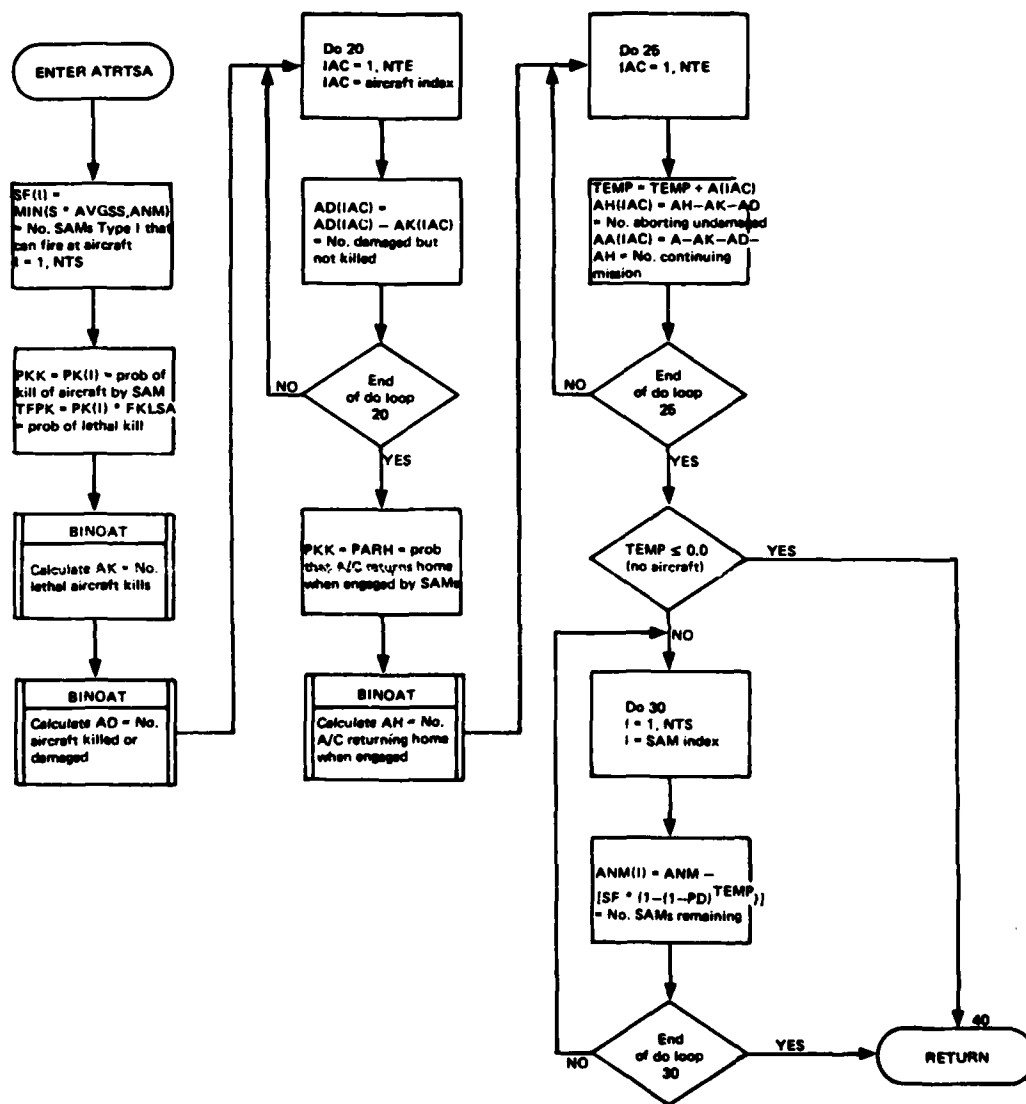 ENTER ATRTSA
SF(I) =
MIN(S * AVGSS,ANM)
= No. SAMs Type I that
can fire at aircraft
I = 1, NTS
PKK = PK(I) = prob of
kill of aircraft by SAM
TFPK = PK(I) * FKLSA
= prob of lethal kill
BINOAT
Calculate AK = No.
lethal aircraft kills
BINOAT
Calculate AD = No.
aircraft killed or
damaged
Do 20
IAC = 1, NTE
IAC = aircraft index
AD(IAC) =
AD(IAC) − AK(IAC)
= No. damaged but
not killed
End
of do loop
20
NO
YES
PKK = PARH = prob
that A/C returns home
when engaged by SAMs
BINOAT
Calculate AH = No.
A/C returning home
when engaged
Do 25
IAC = 1, NTE
TEMP = TEMP + A(IAC)
AH(IAC) = AH−AK−AD
= No. aborting undamaged
AA(IAC) = A−AK−AD−
AH = No. continuing
mission
End
of do loop
25
NO
YES
TEMP ≤ 0.0
(no aircraft)
YES
NO
Do 30
I = 1, NTS
I = SAM index
ANM(I) = ANM −
[SF * (1−(1−PD)^TEMP)]
= No. SAMs remaining
End
of do loop
30
NO
YES
40
RETURN